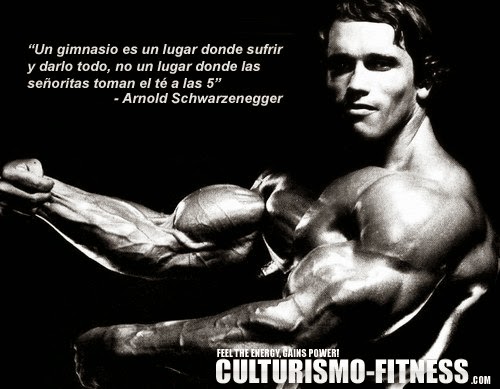 “Un gimnasio es un lugar donde sufrir
y darlo todo, no un lugar donde las
señoritas toman el té a las 5”
- Arnold Schwarzenegger
FEEL THE ENERGY, GAINS POWER!
CULTURISMO-FITNESS.COM